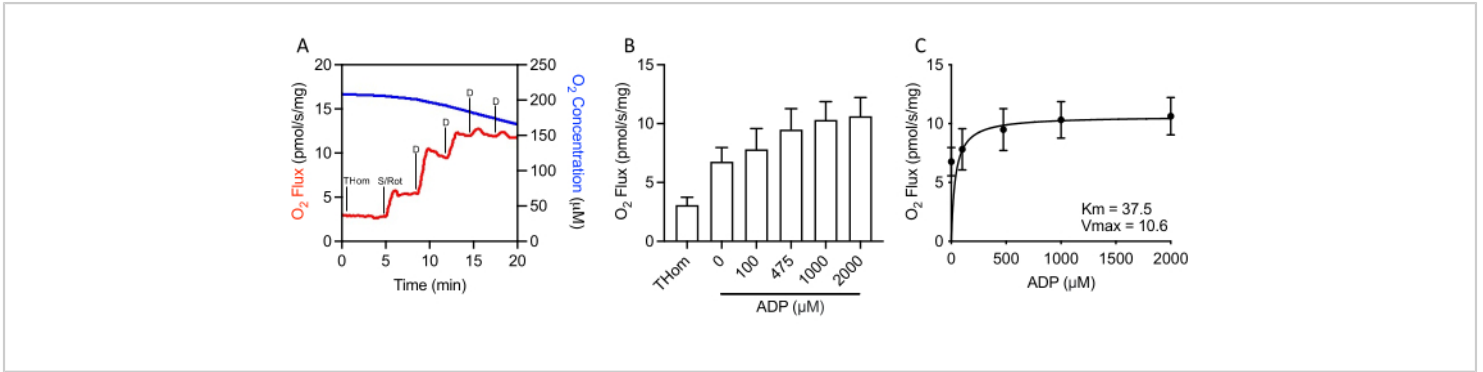 A
20
15
10
5
0
O2 Flux (pmol/s/mg)
250
200
150
100
50
0
O2 Concentration (µM)
THom
S/Rot
D
D
D
D
0 5 10 15 20
Time (min)
B
15
10
5
0
O2 Flux (pmol/s/mg)
THom
0
100
475
1000
2000
ADP (µM)
C
15
10
5
0
O2 Flux (pmol/s/mg)
Km = 37.5
Vmax = 10.6
0 500 1000 1500 2000
ADP (µM)